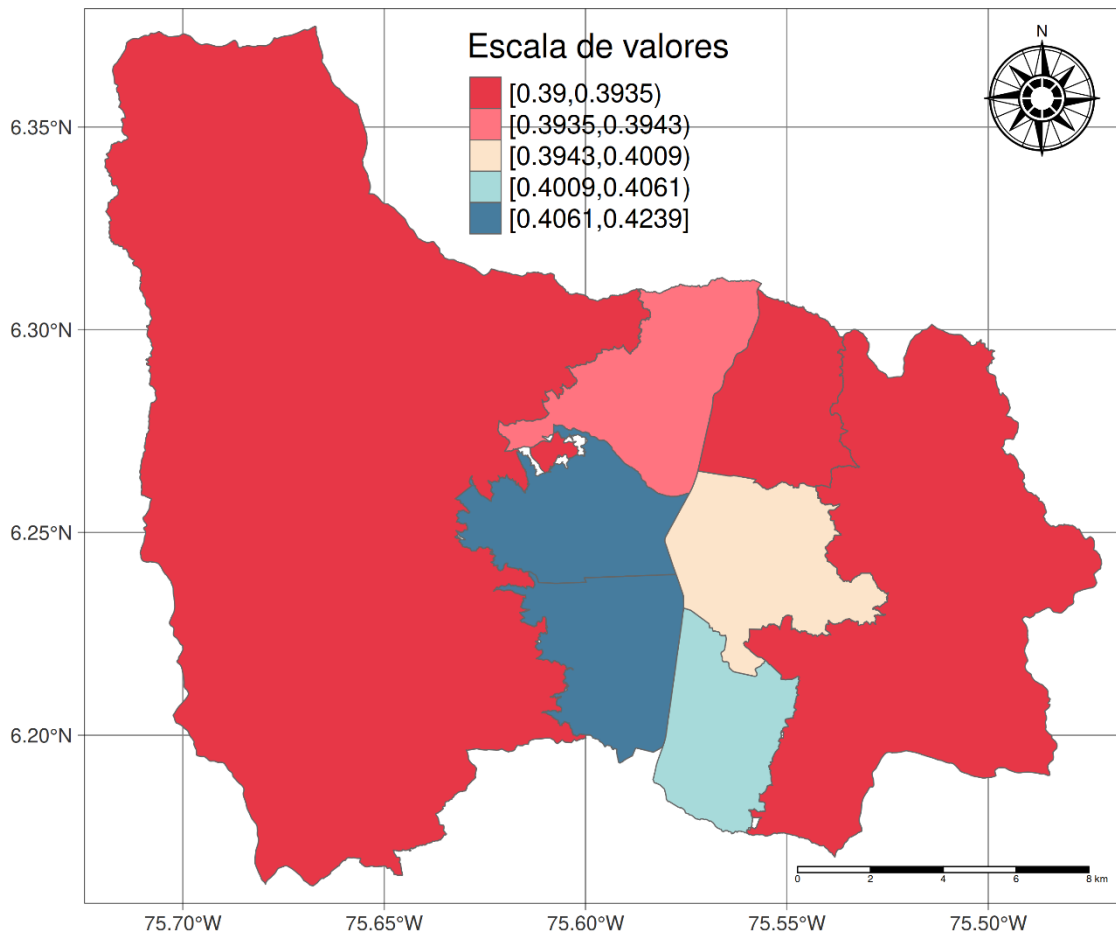 Escala de valores
N
[0.39,0.3935)
[0.3935,0.3943)
[0.3943,0.4009)
[0.4009,0.4061)
[0.4061,0.4239]
6.35°N
6.30°N
6.25°N
6.20°N
0 2 4 6 8 km
75.70°W 75.65°W 75.60°W 75.55°W 75.50°W